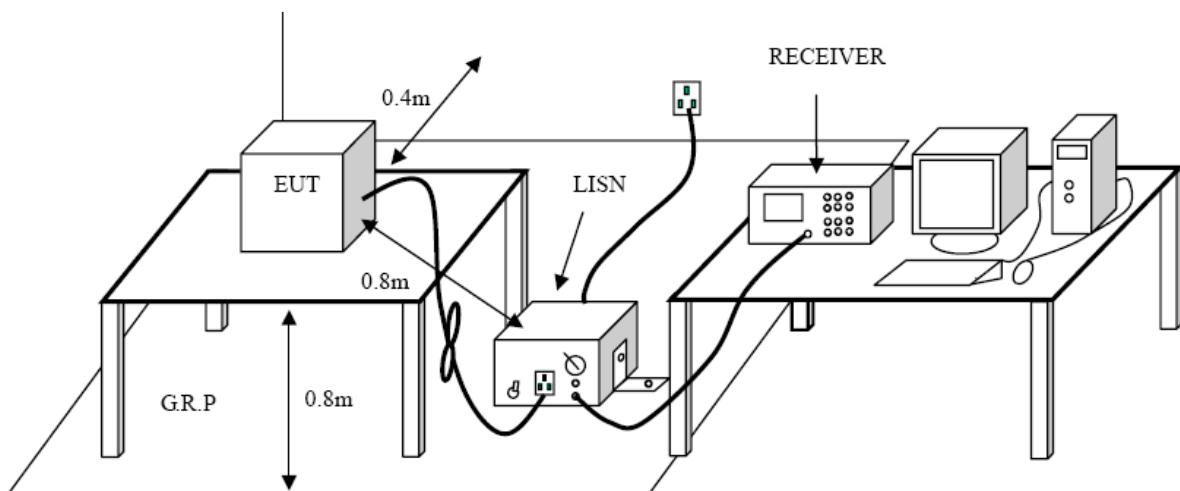 RECEIVER
0.4m
EUT
LISN
0.8m
G.R.P
0.8m